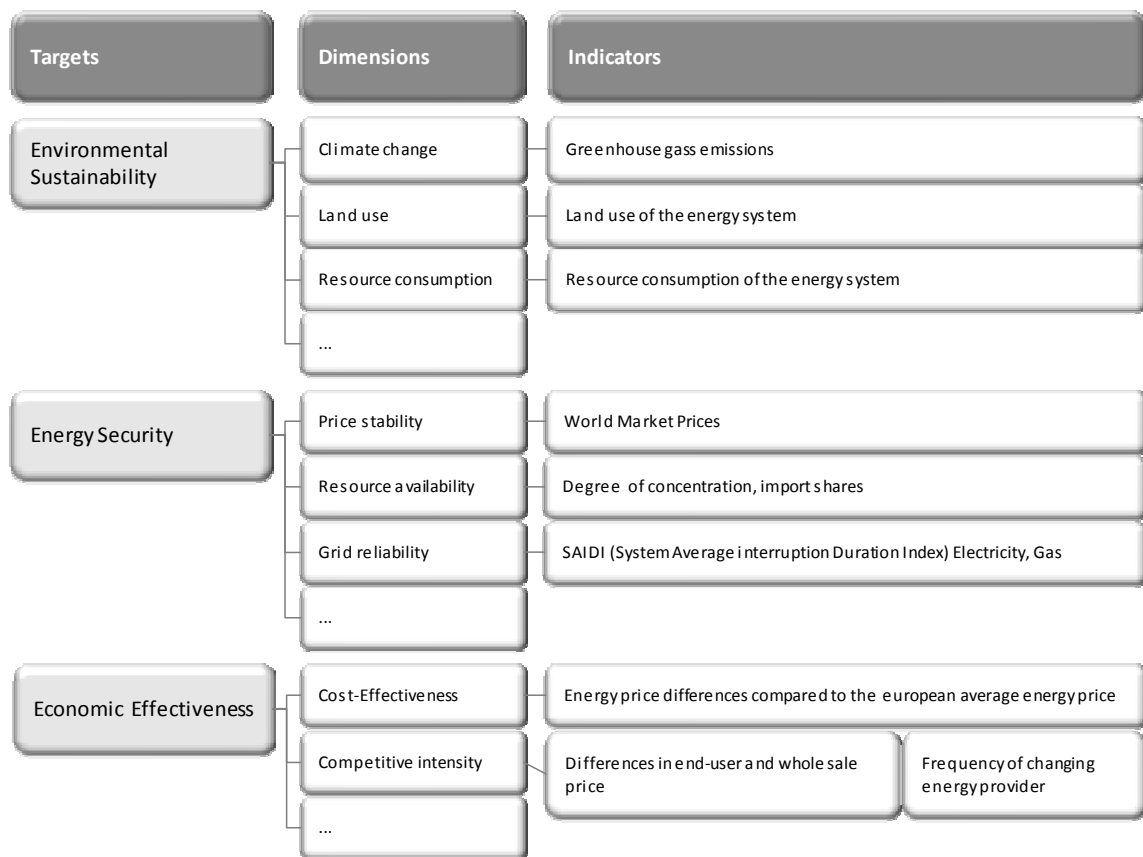 Targets
Dimensions
Indicators
Environmental
Sustainability
Climate change
Greenhouse gass emissions
Land use
Land use of the energy system
Resource consumption
Resource consumption of the energy system
...
Energy Security
Price stability
World Market Prices
Resource availability
Degree of concentration, import shares
Grid reliability
SAIDI (System Average interruption Duration Index) Electricity, Gas
...
Economic Effectiveness
Cost-Effectiveness
Energy price differences compared to the european average energy price
Competitive intensity
Differences in end-user and whole sale
price
Frequency of changing
energy provider
...